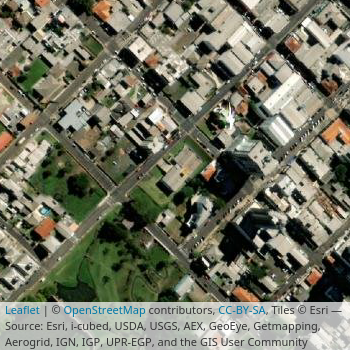 Leaflet | © OpenStreetMap contributors, CC-BY-SA, Tiles © Esri —
Source: Esri, i-cubed, USDA, USGS, AEX, GeoEye, Getmapping,
Aerogrid, IGN, IGP, UPR-EGP, and the GIS User Community